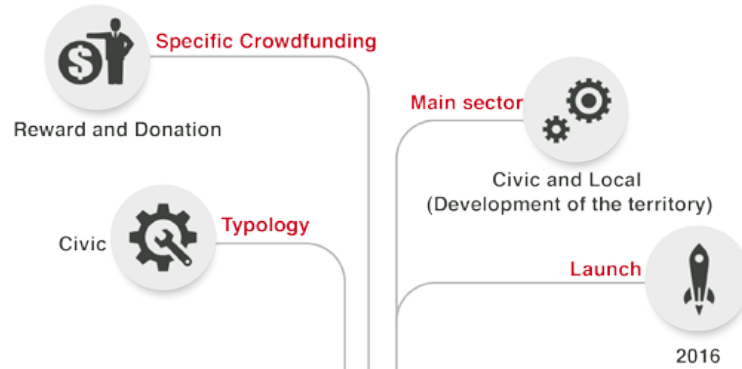 Specific Crowdfunding
Reward and Donation
Main sector
Civic and Local
(Development of the territory)
Typology
Civic
Launch
2016